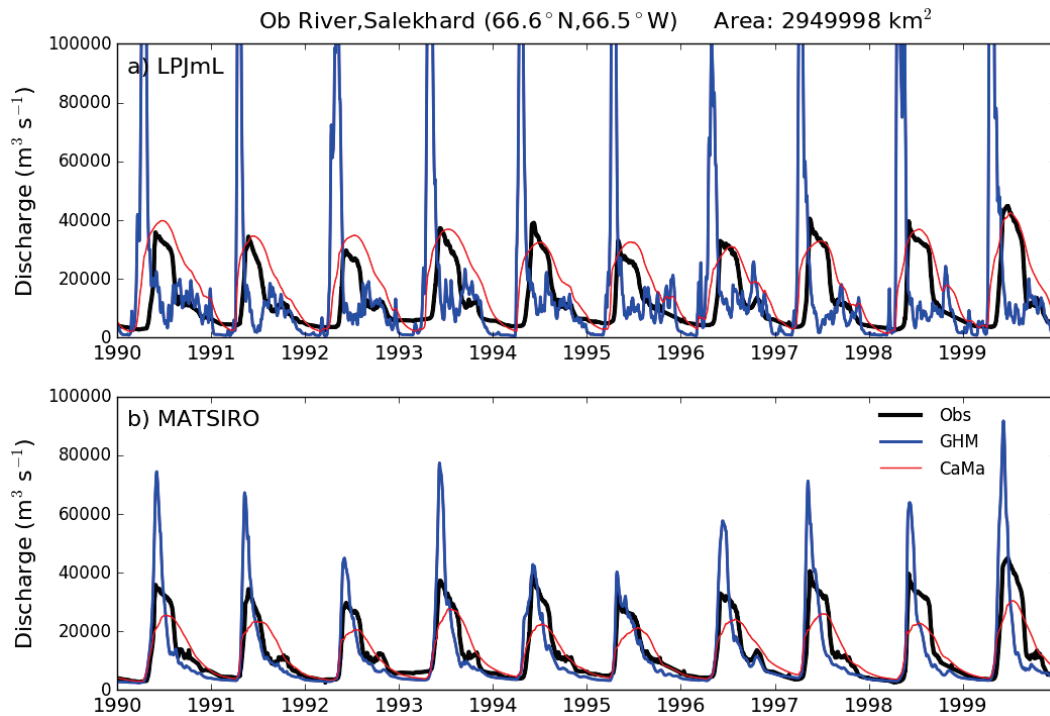 Ob River,Salekhard (66.6°N,66.5°W) Area: 2949998 km²
a) LPJmL
Discharge (m³ s⁻¹)
100000
80000
60000
40000
20000
0
1990 1991 1992 1993 1994 1995 1996 1997 1998 1999
b) MATSIRO
Discharge (m³ s⁻¹)
100000
80000
60000
40000
20000
0
Obs
GHM
CaMa
1990 1991 1992 1993 1994 1995 1996 1997 1998 1999